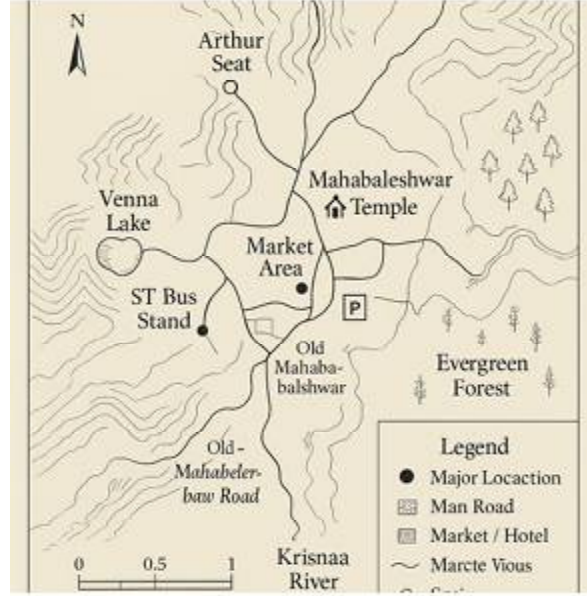 N
Arthur
Seat
Mahabaleshwar
Temple
Venna
Lake
Market
Area
ST Bus
Stand
P
Old
Mahaba-
balshwar
Evergreen
Forest
Old-
Mahabeler-
baw Road
Krisnaa
River
0 0.5 1
Legend
Major Locaction
Man Road
Market / Hotel
Marcte Vious